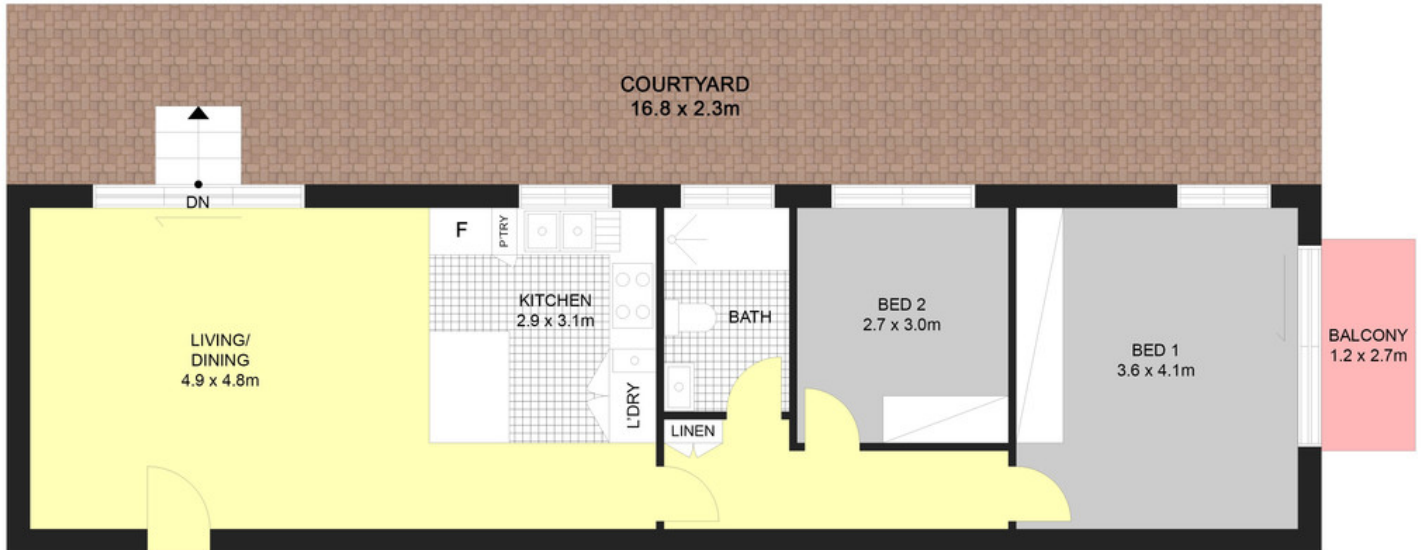 COURTYARD
16.8 x 2.3m
DN
F
P'TRY
KITCHEN
2.9 x 3.1m
LIVING/
DINING
4.9 x 4.8m
L'DRY
BATH
LINEN
BED 2
2.7 x 3.0m
BED 1
3.6 x 4.1m
BALCONY
1.2 x 2.7m